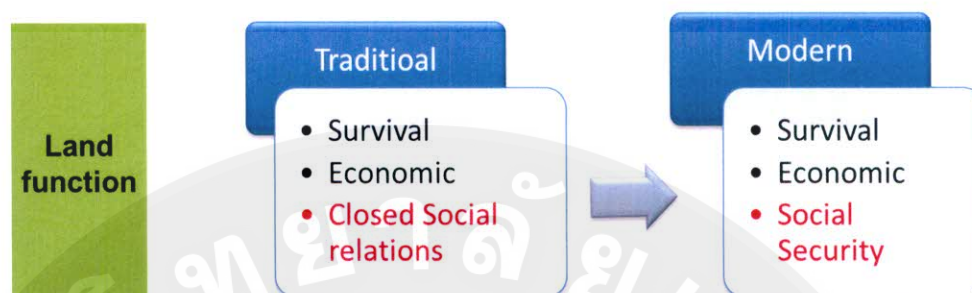 Land
function
Traditioal
• Survival
• Economic
• Closed Social
relations
Modern
• Survival
• Economic
• Social
Security